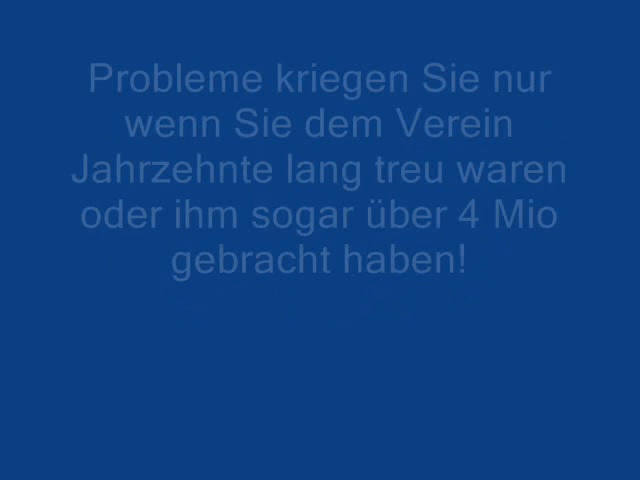 Probleme kriegen Sie nur
wenn Sie dem Verein
Jahrzehnte lang treu waren
oder ihm sogar über 4 Mio
gebracht haben!